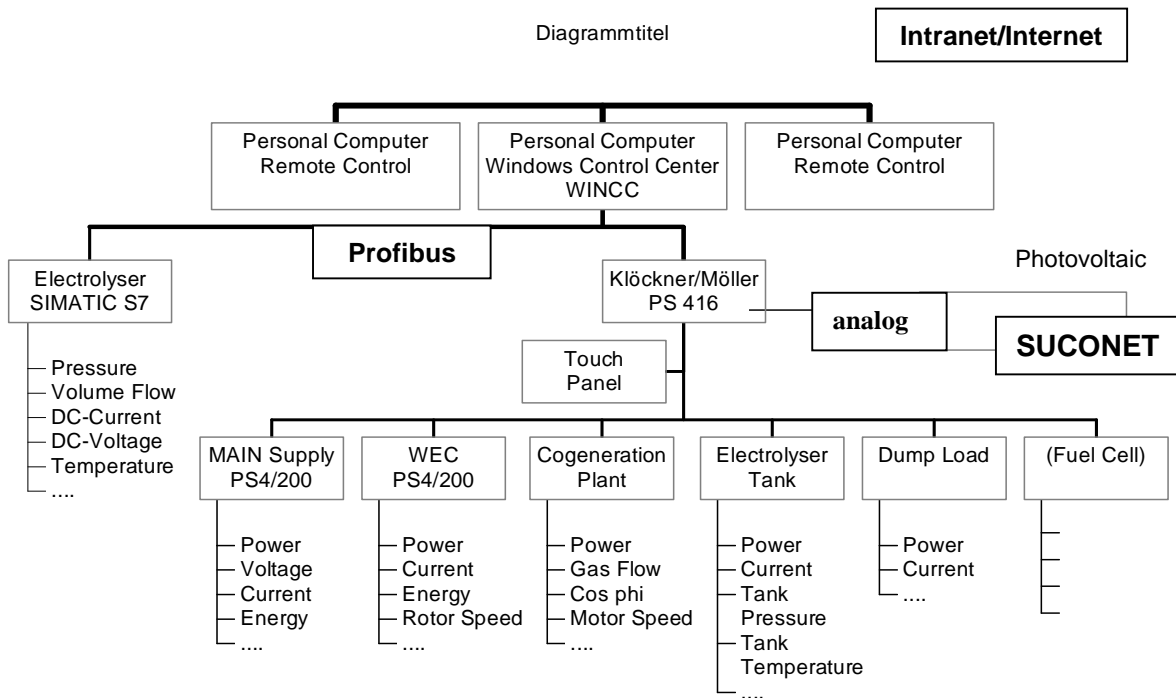 Diagrammtitel
Intranet/Internet
Personal Computer
Remote Control
Personal Computer
Windows Control Center
WINCC
Personal Computer
Remote Control
Profibus
Electrolyser
SIMATIC S7
Klöckner/Möller
PS 416
Photovoltaic
analog
SUCONET
Touch
Panel
Pressure
Volume Flow
DC-Current
DC-Voltage
Temperature
....
MAIN Supply
PS4/200
Power
Voltage
Current
Energy
....
WEC
PS4/200
Power
Current
Energy
Rotor Speed
....
Cogeneration
Plant
Power
Gas Flow
Cos phi
Motor Speed
....
Electrolyser
Tank
Power
Current
Tank
Pressure
Tank
Temperature
....
Dump Load
Power
Current
....
(Fuel Cell)